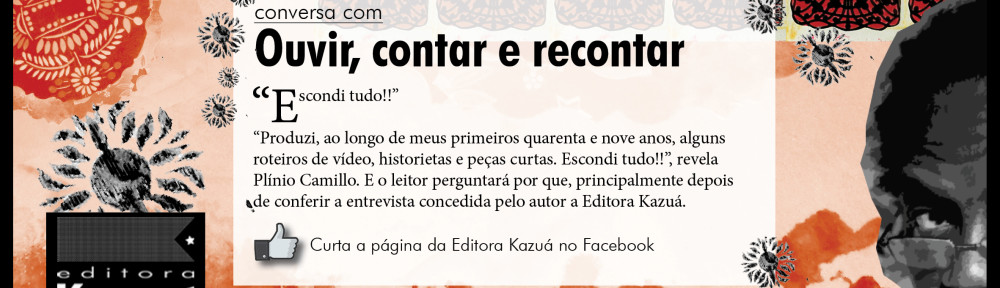 conversa com
Ouvir, contar e recontar
“Escondi tudo!!”
“Produzi, ao longo de meus primeiros quarenta e nove anos, alguns
roteiros de vídeo, historietas e peças curtas. Escondi tudo!!”, revela
Plínio Camillo. E o leitor perguntará por que, principalmente depois
de conferir a entrevista concedida pelo autor a Editora Kazuá.
Curta a página da Editora Kazuá no Facebook
editora